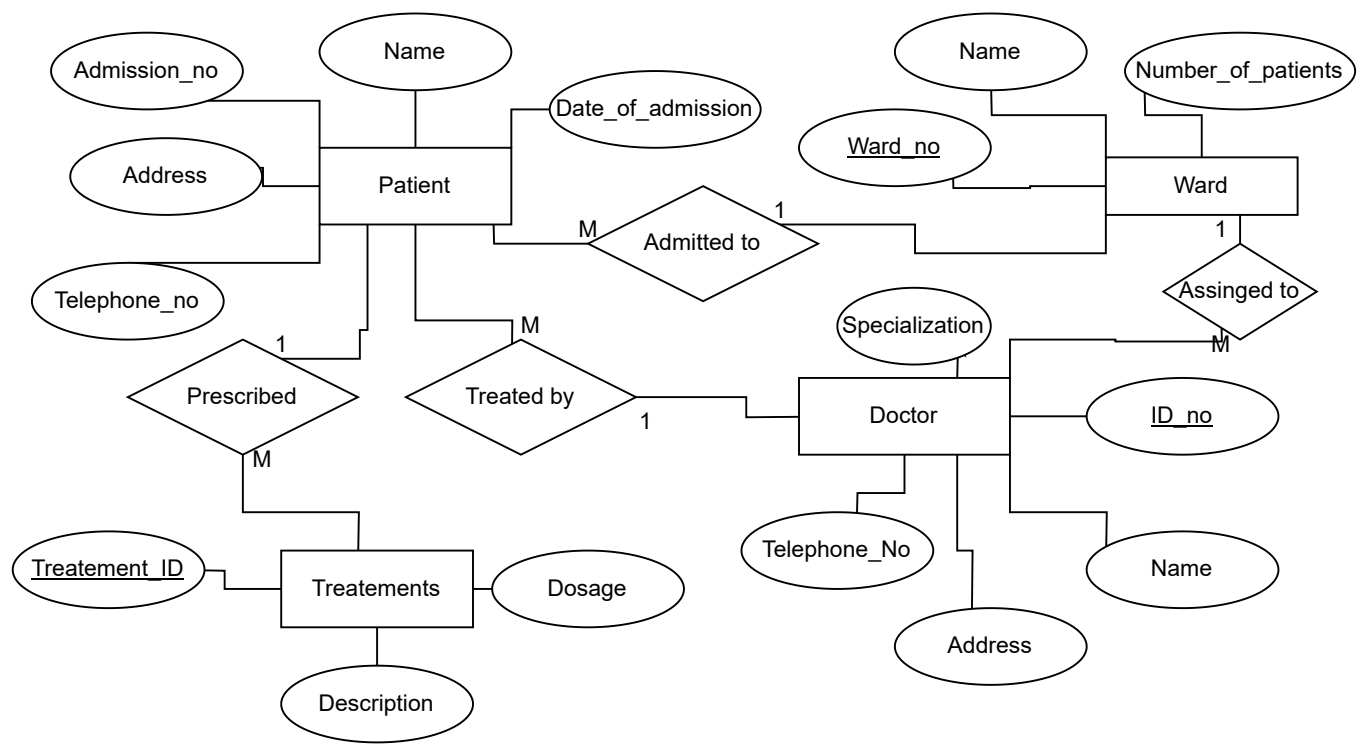 Name
Name
Admission_no
Number_of_patients
Date_of_admission
Ward_no
Address
Patient
Ward
1
M
Admitted to
1
Assinged to
Telephone_no
Specialization
M
1
M
Prescribed
Treated by
1
Doctor
ID_no
M
Telephone_No
Treatement_ID
Name
Treatements
Dosage
Address
Description